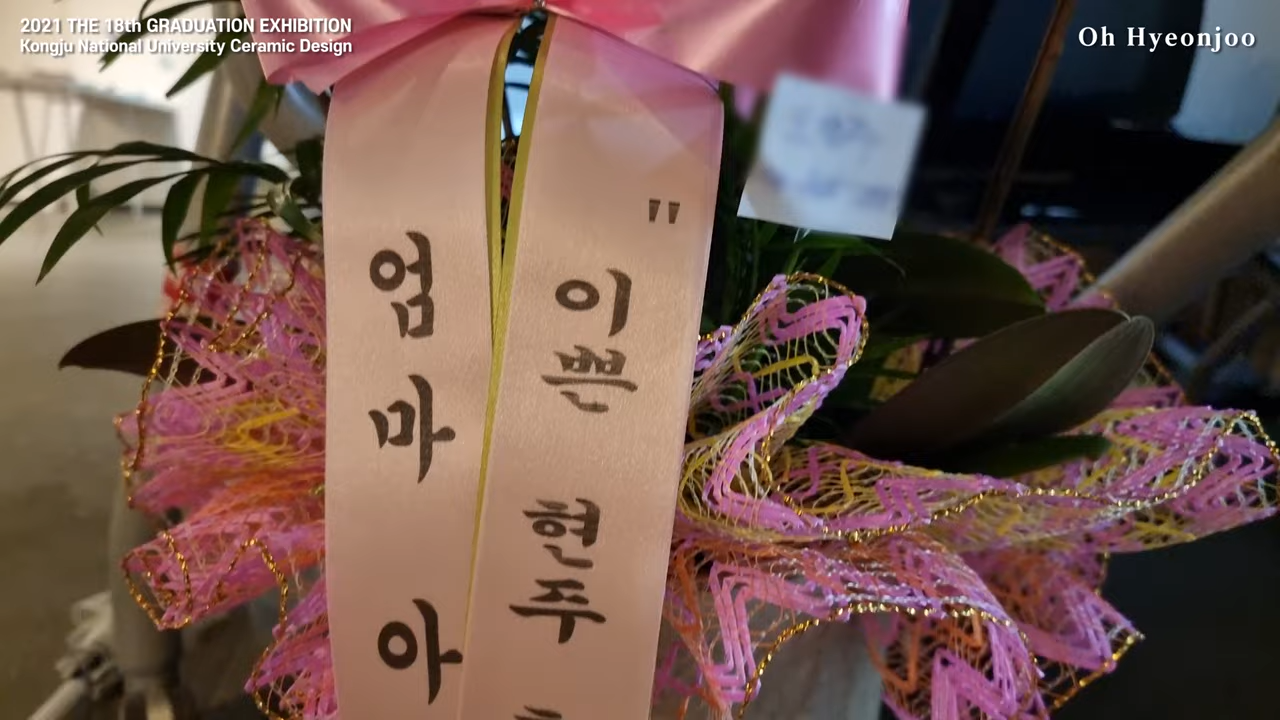 2021 THE 18th GRADUATION EXHIBITION
Kongju National University Ceramic Design
Oh Hyeonjoo
엄마 아
"이쁜 현주